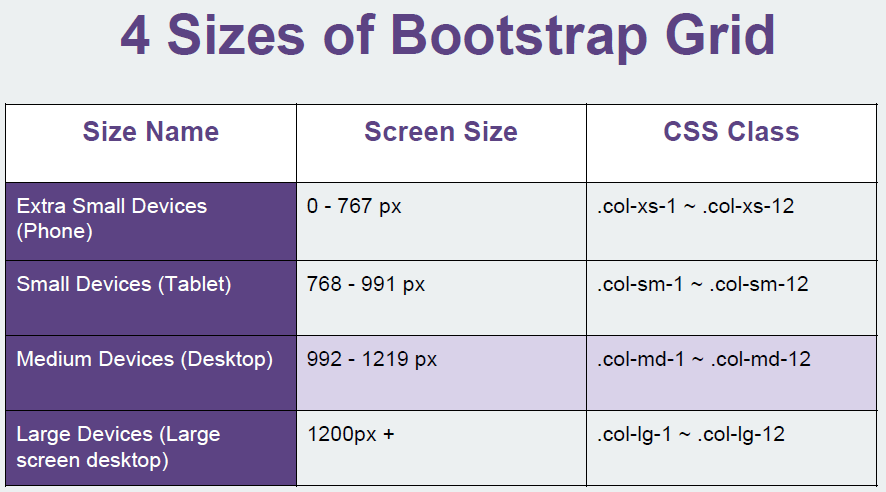 4 Sizes of Bootstrap Grid
Size Name
Screen Size
CSS Class
Extra Small Devices
(Phone)
0 - 767 px
.col-xs-1 ~ .col-xs-12
Small Devices (Tablet)
768 - 991 px
.col-sm-1 ~ .col-sm-12
Medium Devices (Desktop)
992 - 1219 px
.col-md-1 ~ .col-md-12
Large Devices (Large
screen desktop)
1200px +
.col-lg-1 ~ .col-lg-12